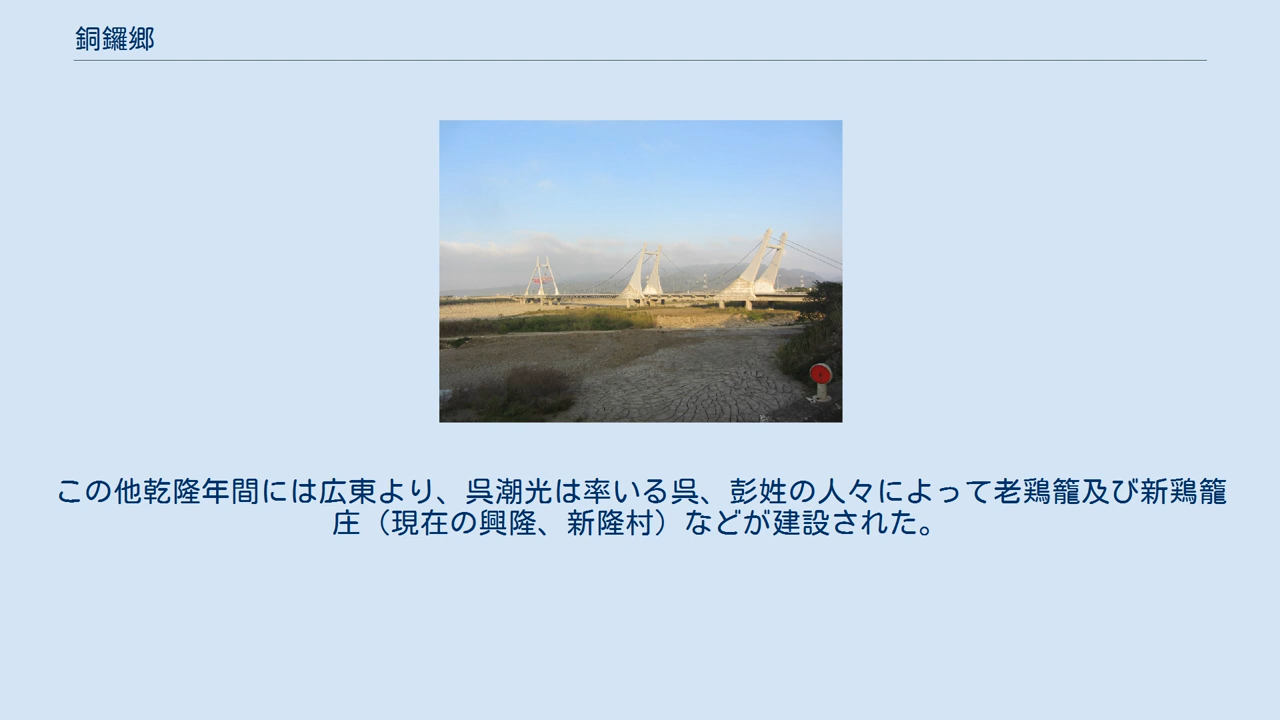 銅鑼郷
この他乾隆年間には広東より、呉潮光は率いる呉、彭姓の人々によって老鶏籠及び新鶏籠
庄（現在の興隆、新隆村）などが建設された。